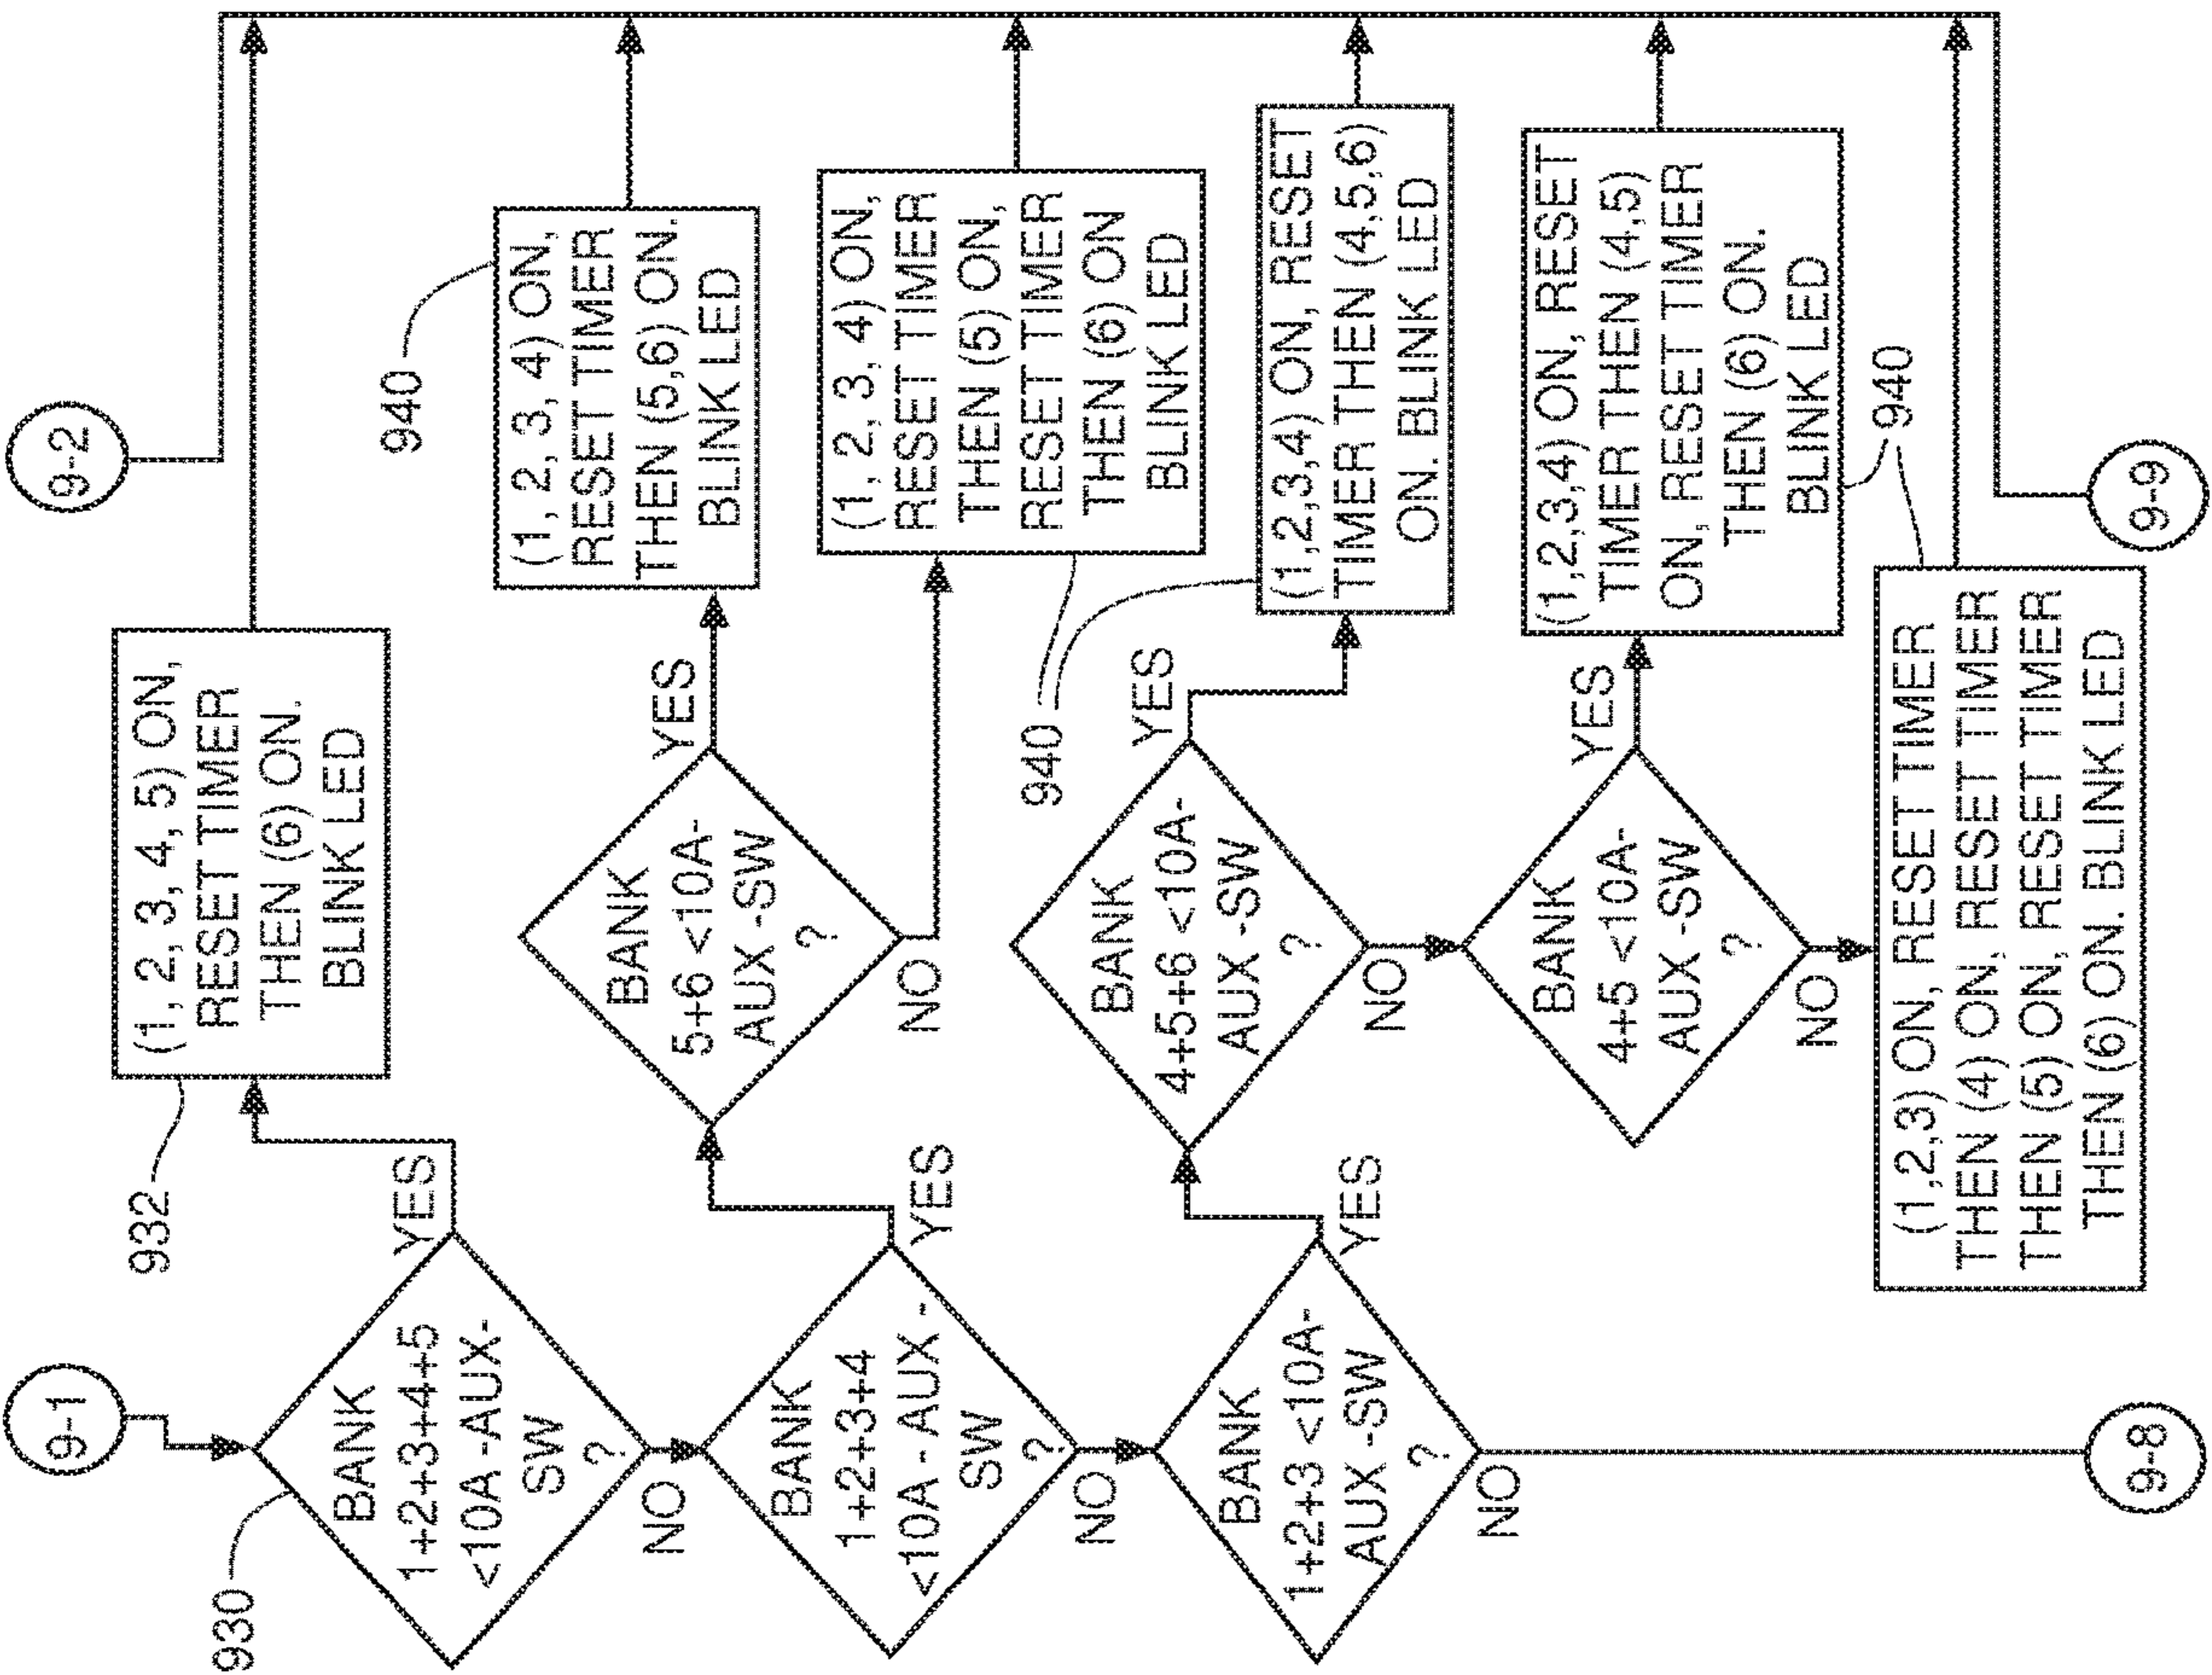 9-1
930
BANK
1+2+3+4+5
<10A -AUX-
SW
?
YES
NO
932
(1, 2, 3, 4, 5) ON,
RESET TIMER
THEN (6) ON.
BLINK LED
9-2
BANK
1+2+3+4
<10A - AUX -
SW
?
YES
NO
BANK
5+6 <10A-
AUX -SW
?
YES
NO
940
(1, 2, 3, 4) ON,
RESET TIMER
THEN (5,6) ON.
BLINK LED
(1, 2, 3, 4) ON,
RESET TIMER
THEN (5) ON,
RESET TIMER
THEN (6) ON
BLINK LED
940
BANK
1+2+3 <10A-
AUX -SW
?
YES
NO
BANK
4+5+6 <10A-
AUX -SW
?
YES
NO
(1,2,3,4) ON, RESET
TIMER THEN (4,5,6)
ON. BLINK LED
BANK
4+5 <10A-
AUX -SW
?
YES
NO
(1,2,3,4) ON, RESET
TIMER THEN (4,5)
ON, RESET TIMER
THEN (6) ON.
BLINK LED
940
(1,2,3) ON, RESET TIMER
THEN (4) ON, RESET TIMER
THEN (5) ON, RESET TIMER
THEN (6) ON. BLINK LED
9-8
9-9